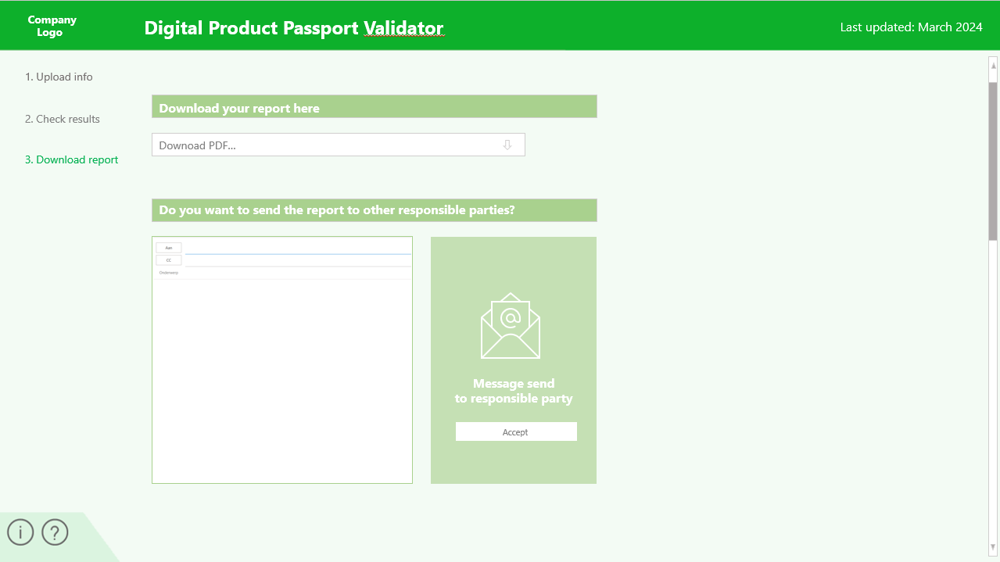 Company
Logo
Digital Product Passport Validator
Last updated: March 2024
1. Upload info
2. Check results
3. Download report
Download your report here
Downoad PDF...
Do you want to send the report to other responsible parties?
Aan
CC
Onderwerp
@
Message send
to responsible party
Accept
i
?